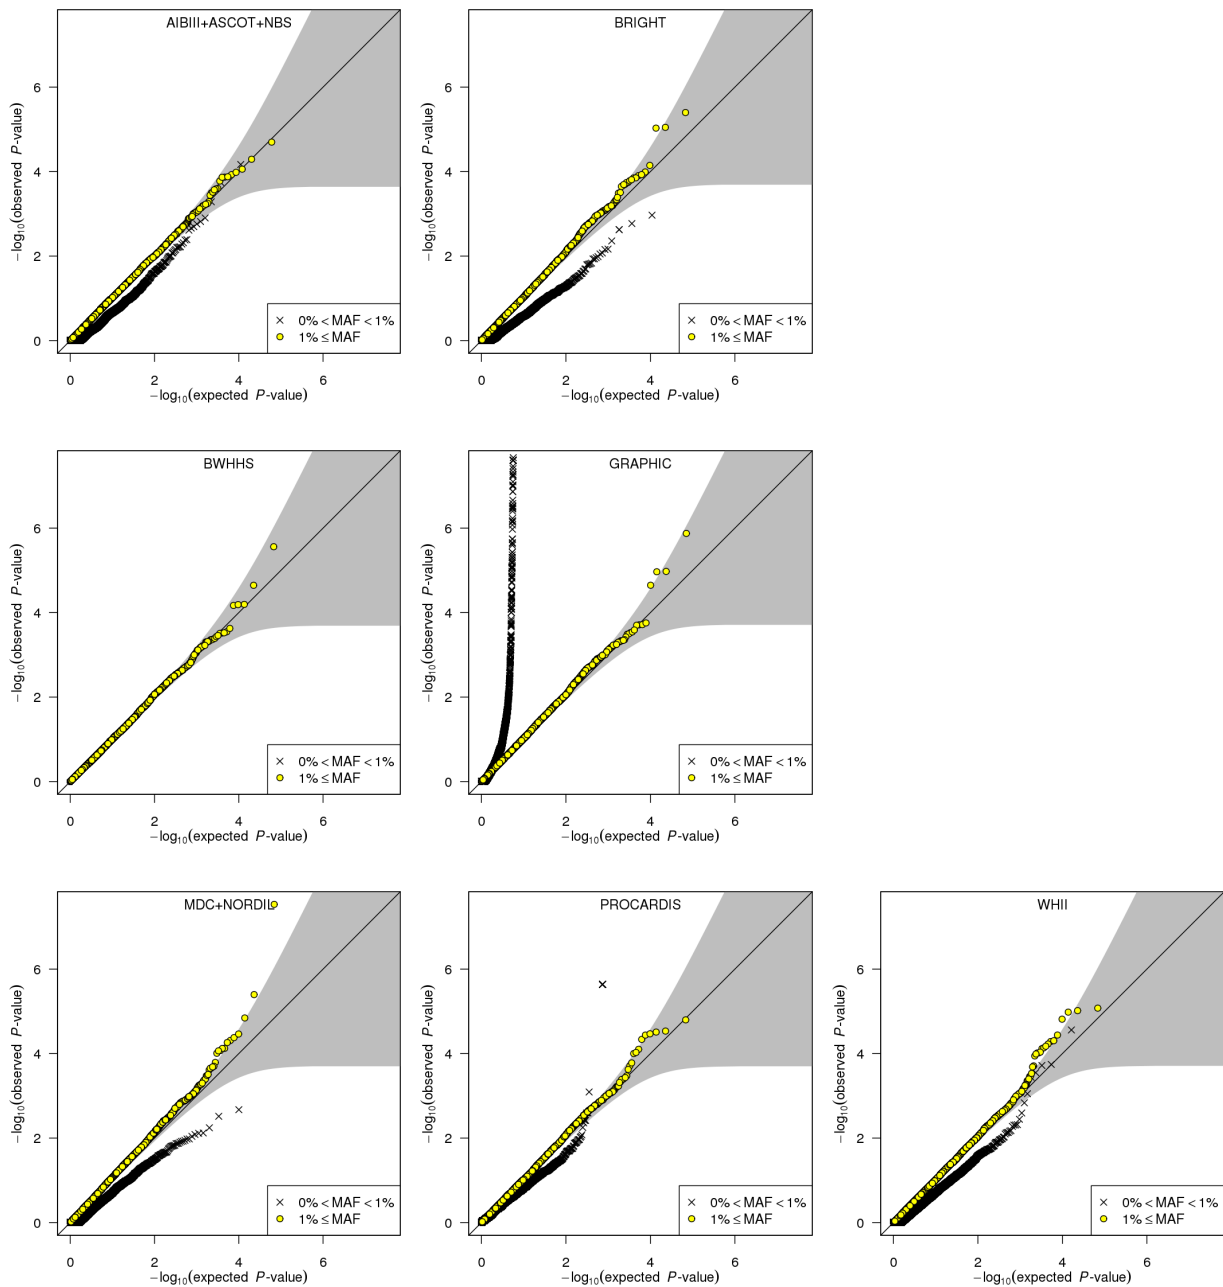 AIBIII+ASCOT+NBS
−log10(observed P-value)
6
4
2
0
0% < MAF < 1%
1% ≤ MAF
0 2 4 6
−log10(expected P-value)
BRIGHT
−log10(observed P-value)
6
4
2
0
0% < MAF < 1%
1% ≤ MAF
0 2 4 6
−log10(expected P-value)
BWHHS
−log10(observed P-value)
6
4
2
0
0% < MAF < 1%
1% ≤ MAF
0 2 4 6
−log10(expected P-value)
GRAPHIC
−log10(observed P-value)
6
4
2
0
0% < MAF < 1%
1% ≤ MAF
0 2 4 6
−log10(expected P-value)
MDC+NORDIL
−log10(observed P-value)
6
4
2
0
0% < MAF < 1%
1% ≤ MAF
0 2 4 6
−log10(expected P-value)
PROCARDIS
−log10(observed P-value)
6
4
2
0
0% < MAF < 1%
1% ≤ MAF
0 2 4 6
−log10(expected P-value)
WHII
−log10(observed P-value)
6
4
2
0
0% < MAF < 1%
1% ≤ MAF
0 2 4 6
−log10(expected P-value)